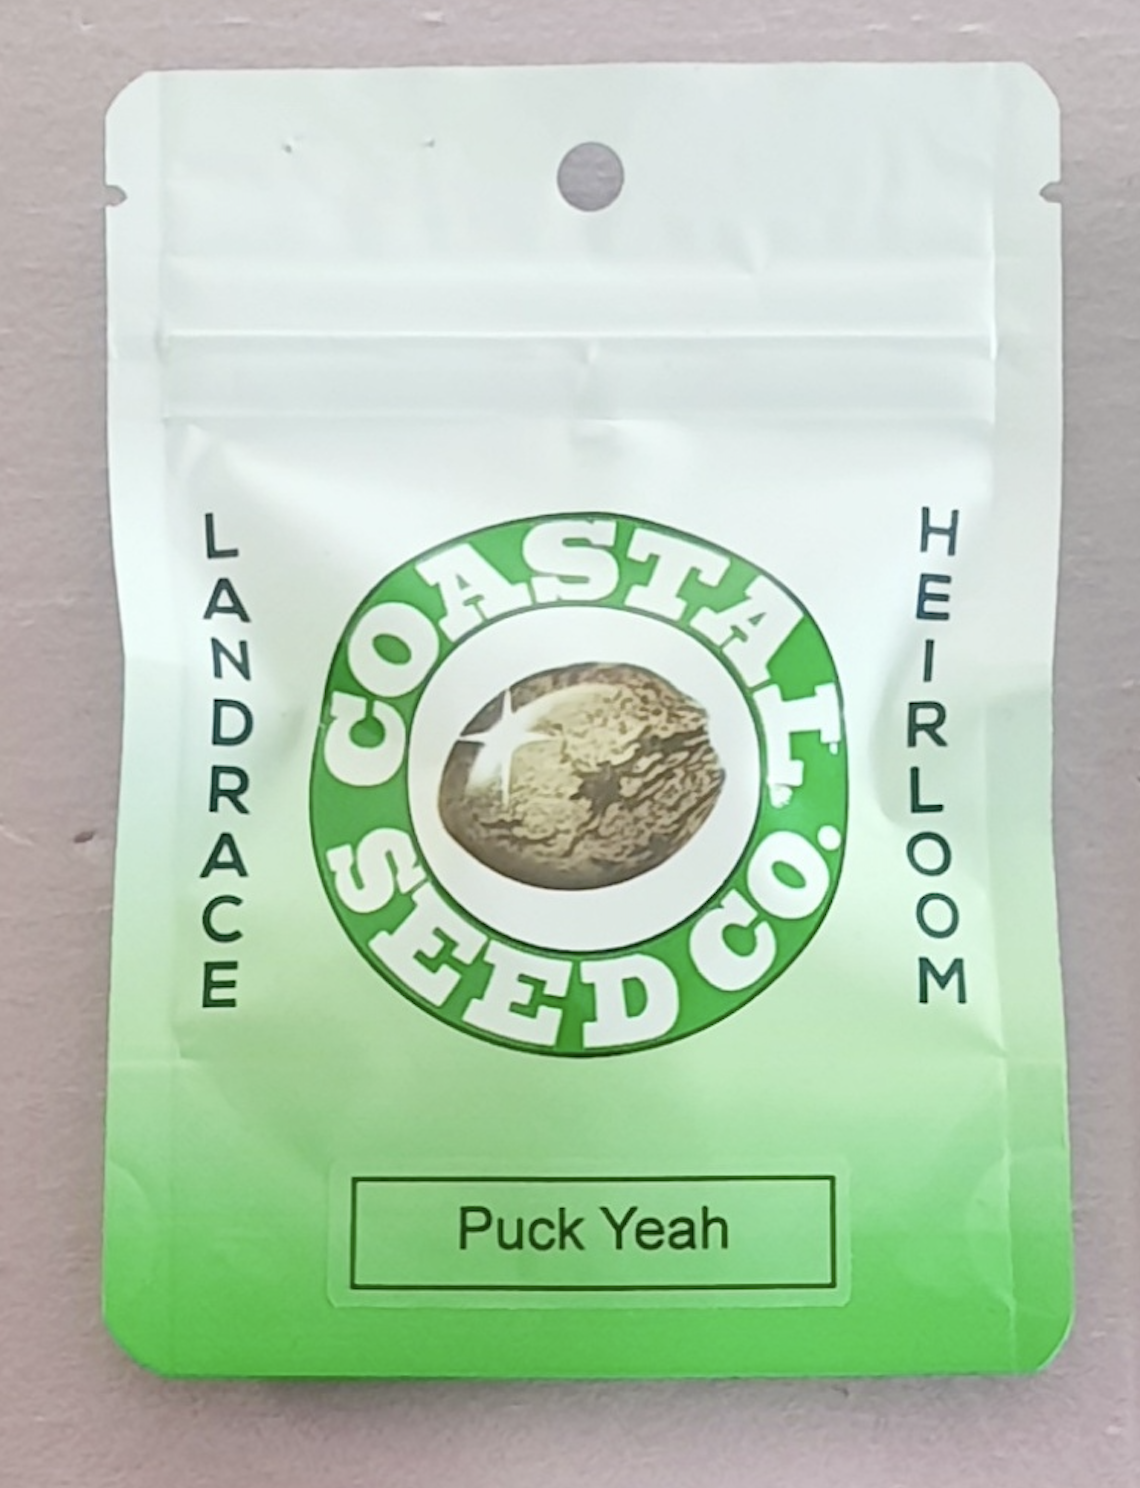 LANDRACE
COASTAL
SEED CO.
HEIRLOOM
Puck Yeah